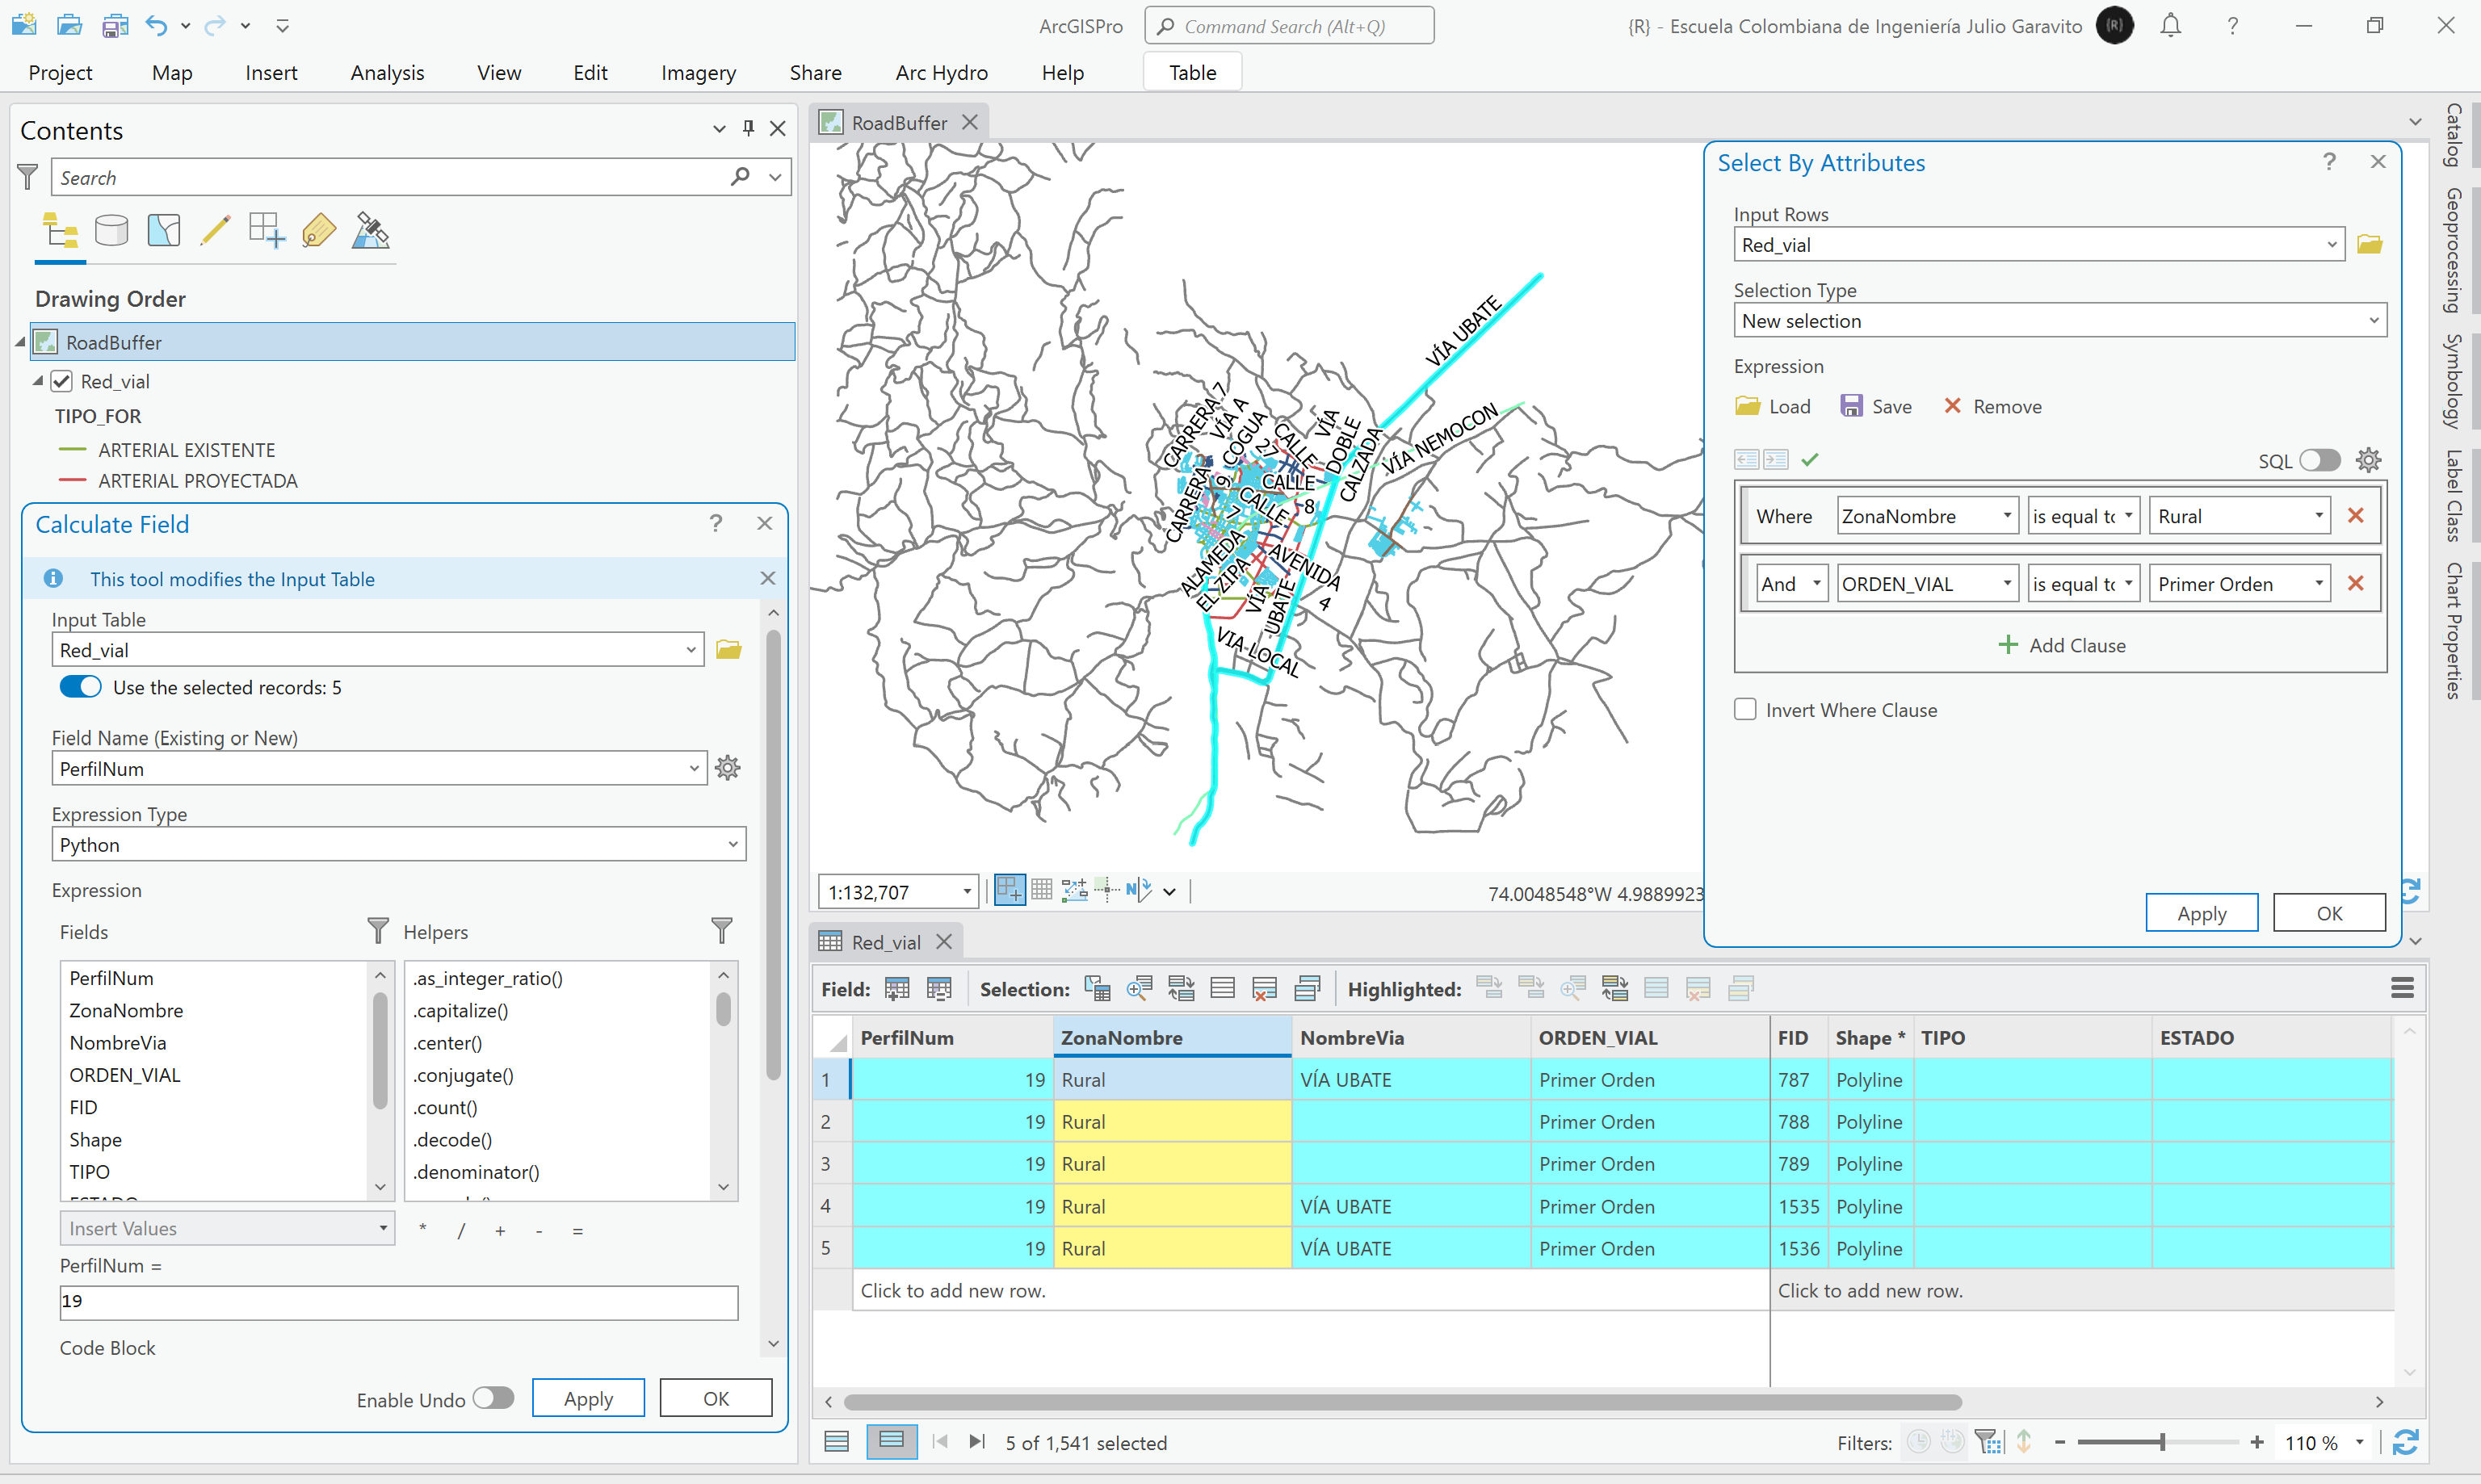 ArcGISPro
Command Search (Alt+Q)
{R} - Escuela Colombiana de Ingeniería Julio Garavito
{R}
?
Project Map Insert Analysis View Edit Imagery Share Arc Hydro Help Table
Contents
Search
Drawing Order
RoadBuffer
Red_vial
TIPO_FOR
ARTERIAL EXISTENTE
ARTERIAL PROYECTADA
Calculate Field ?
This tool modifies the Input Table
Input Table
Red_vial
Use the selected records: 5
Field Name (Existing or New)
PerfilNum
Expression Type
Python
Expression
Fields Helpers
PerfilNum
ZonaNombre
NombreVia
ORDEN_VIAL
FID
Shape
TIPO
ESTADO
.as_integer_ratio()
.capitalize()
.center()
.conjugate()
.count()
.decode()
.denominator()
Insert Values * / + - =
PerfilNum =
19
Code Block
Enable Undo Apply OK
RoadBuffer
VÍA UBATE
VÍA NEMOCON
CARRERA 7
VÍA A COGUA
CALLE 27
CALLE
VIA DOBLE CALZADA
CARRERA 9
CALLE 8
CALLE 7
ALAMEDA EL ZIPA
AVENIDA 4
VÍA UBATE
VIA LOCAL
1:132,707
N
74.0048548°W 4.9889923
Select By Attributes ?
Input Rows
Red_vial
Selection Type
New selection
Expression
Load Save Remove
SQL
Where ZonaNombre is equal to Rural
And ORDEN_VIAL is equal to Primer Orden
Add Clause
Invert Where Clause
Apply OK
Catalog
Geoprocessing
Symbology
Label Class
Chart Properties
Red_vial
Field: Selection: Highlighted:
PerfilNum ZonaNombre NombreVia ORDEN_VIAL FID Shape * TIPO ESTADO
1 19 Rural VÍA UBATE Primer Orden 787 Polyline
2 19 Rural Primer Orden 788 Polyline
3 19 Rural Primer Orden 789 Polyline
4 19 Rural VÍA UBATE Primer Orden 1535 Polyline
5 19 Rural VÍA UBATE Primer Orden 1536 Polyline
Click to add new row. Click to add new row.
5 of 1,541 selected
Filters: - + 110 %